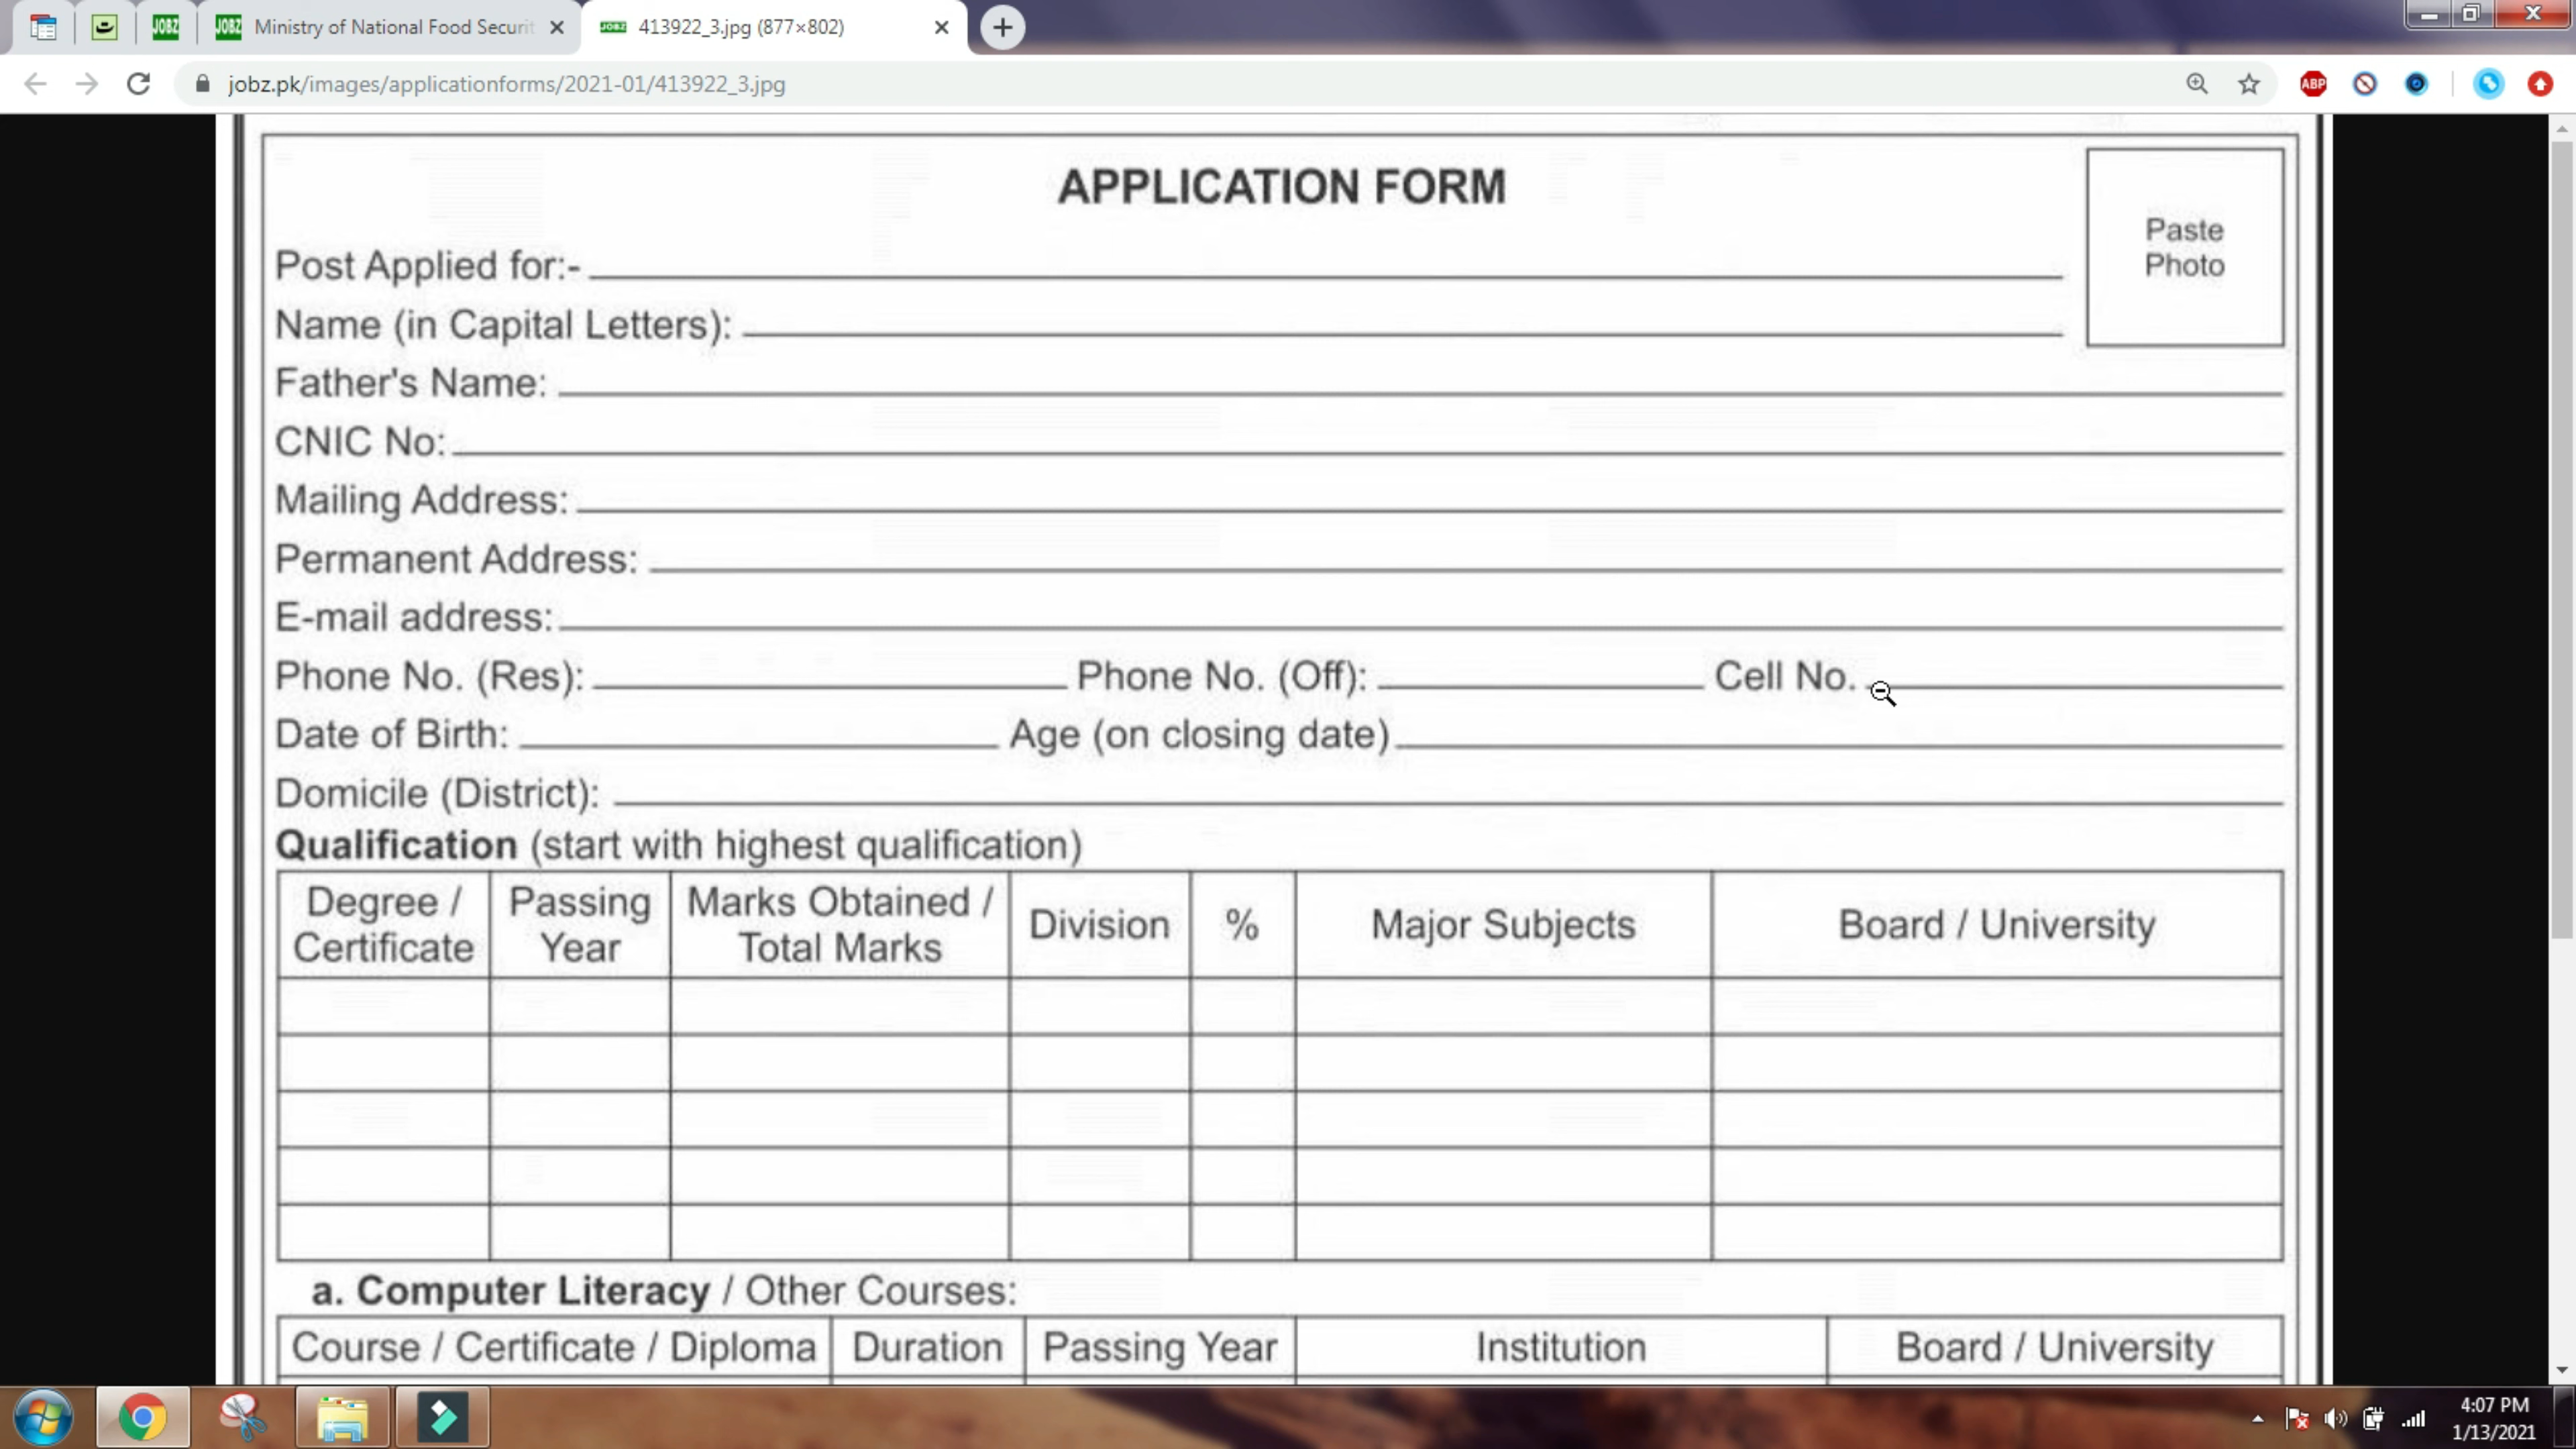 JOBZ
JOBZ Ministry of National Food Securit
JOBZ 413922_3.jpg (877×802)
jobz.pk/images/applicationforms/2021-01/413922_3.jpg
ABP
APPLICATION FORM
Paste
Photo
Post Applied for:-
Name (in Capital Letters):
Father's Name:
CNIC No:
Mailing Address:
Permanent Address:
E-mail address:
Phone No. (Res): Phone No. (Off): Cell No.
Date of Birth: Age (on closing date)
Domicile (District):
Qualification (start with highest qualification)
Degree / Certificate Passing Year Marks Obtained / Total Marks Division % Major Subjects Board / University
a. Computer Literacy / Other Courses:
Course / Certificate / Diploma Duration Passing Year Institution Board / University
4:07 PM
1/13/2021